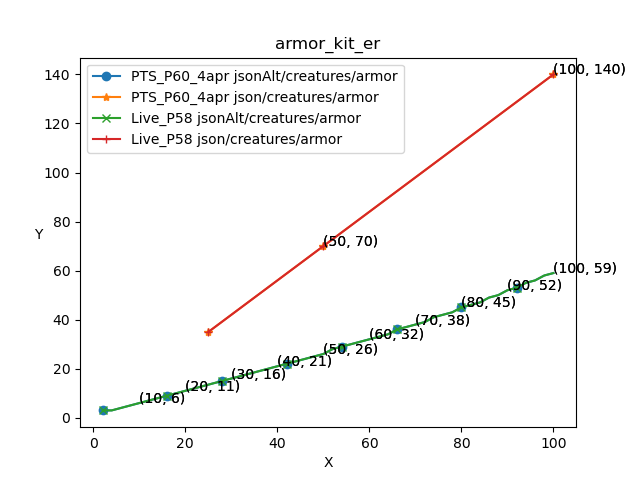 armor_kit_er
PTS_P60_4apr jsonAlt/creatures/armor
PTS_P60_4apr json/creatures/armor
Live_P58 jsonAlt/creatures/armor
Live_P58 json/creatures/armor
(100, 140)
(50, 70)
(100, 59)
(90, 52)
(80, 45)
(70, 38)
(60, 32)
(50, 26)
(40, 21)
(30, 16)
(20, 11)
(10, 6)
Y
140
120
100
80
60
40
20
0
0 20 40 60 80 100
X